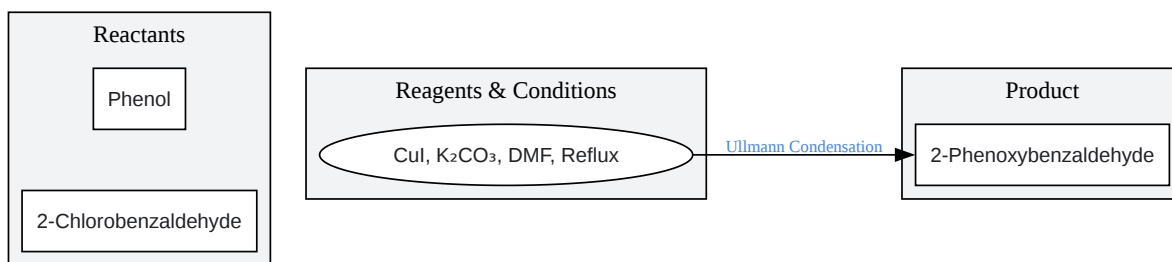 Reactants
Phenol
2-Chlorobenzaldehyde
Reagents & Conditions
CuI, K₂CO₃, DMF, Reflux
Ullmann Condensation
Product
2-Phenoxybenzaldehyde